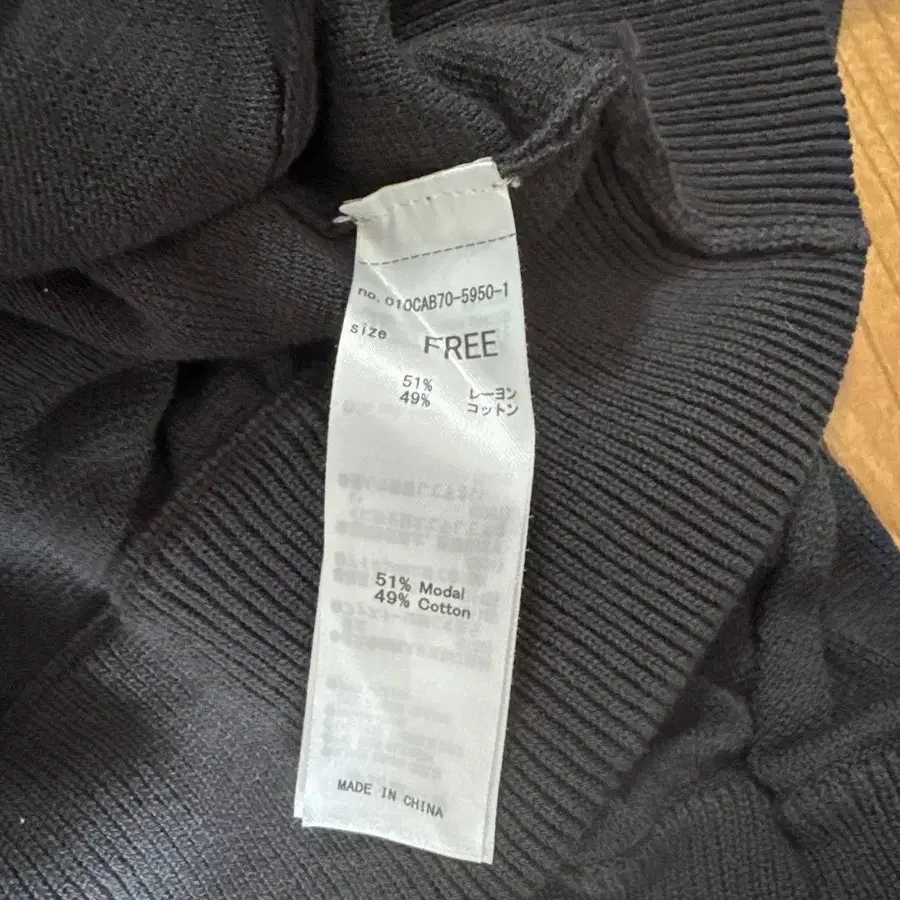 no. 010CAB70-5950-1
size FREE
51% レーヨン
49% コットン
51% Modal
49% Cotton
MADE IN CHINA